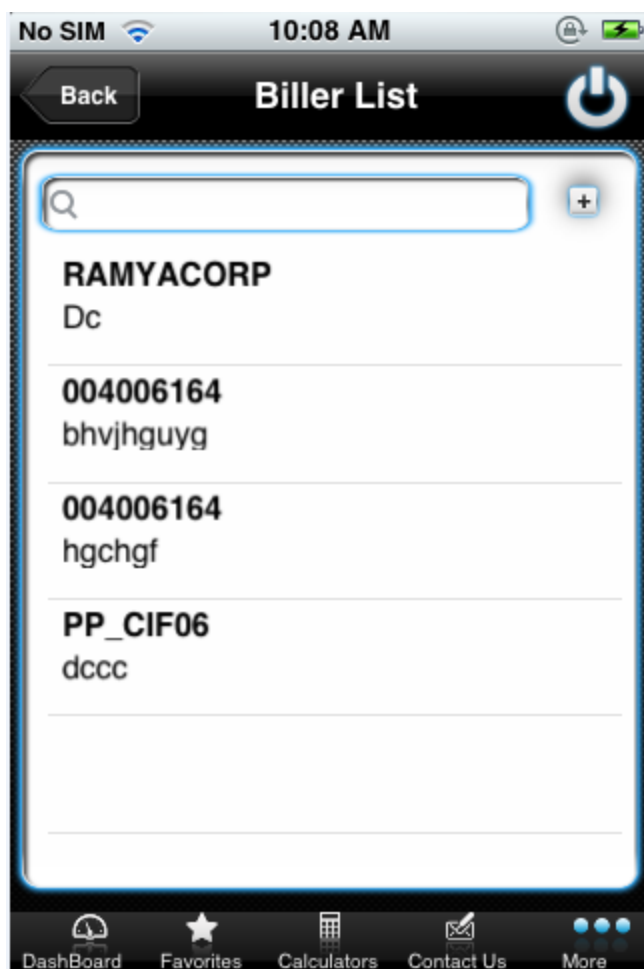 No SIM 10:08 AM
Back Biller List
+
RAMYACORP
Dc
004006164
bhvjhguyg
004006164
hgchgf
PP_CIF06
dccc
DashBoard Favorites Calculators Contact Us More